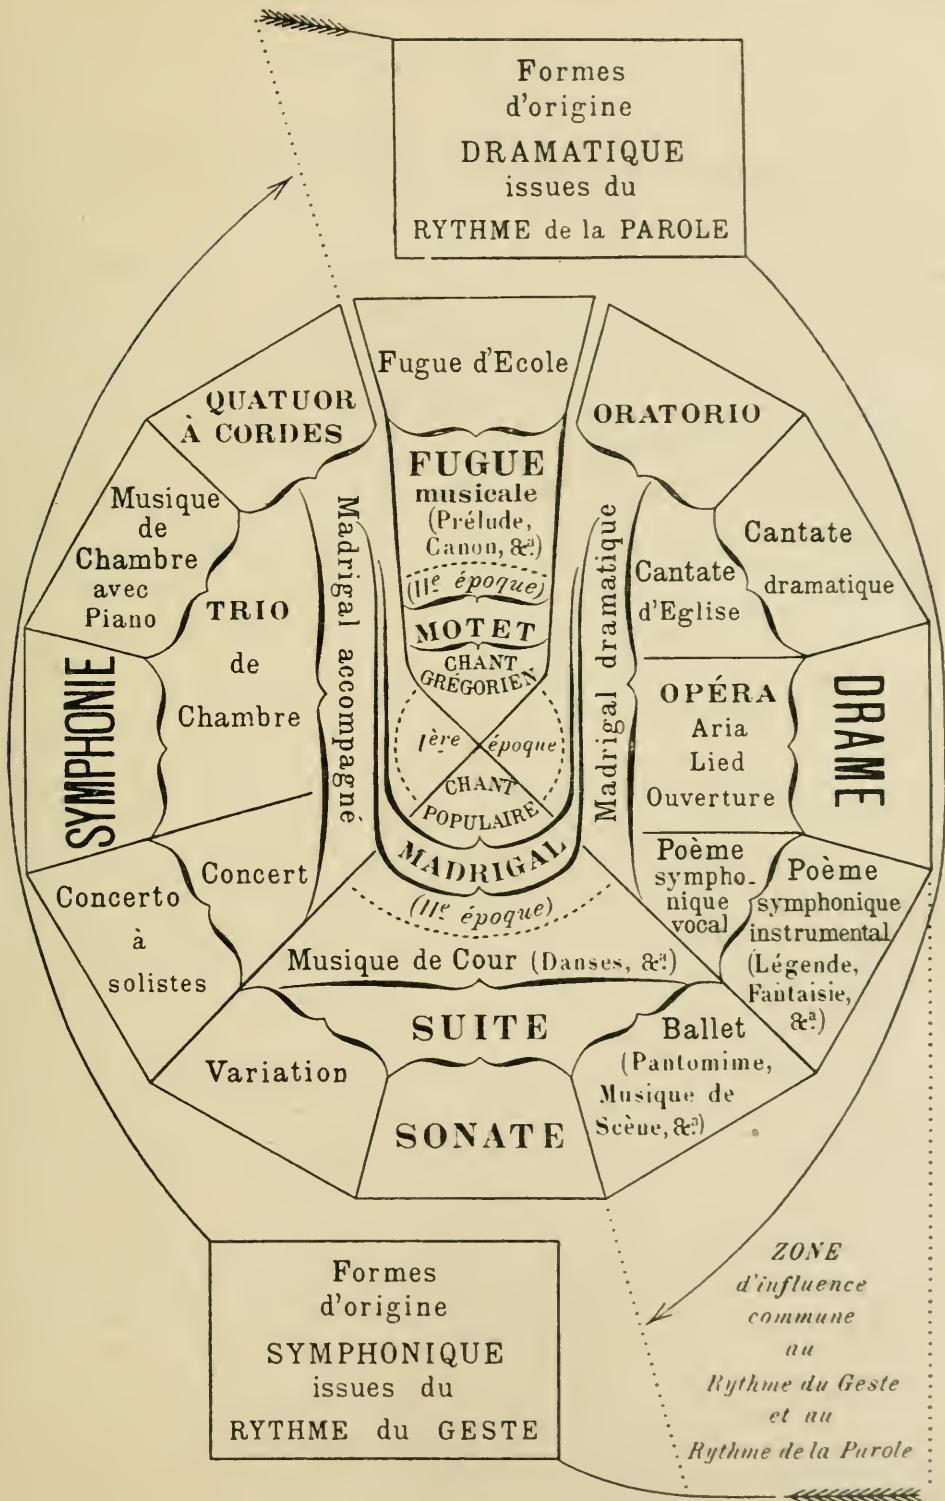 Formes
d'origine
DRAMATIQUE
issues du
RYTHME de la PAROLE
Fugue d'Ecole
QUATUOR
À CORDES
ORATORIO
FUGUE
musicale
(Prélude,
Canon, &ª)
(IIe époque)
MOTET
CHANT
GRÉGORIEN
1ère époque
CHANT
POPULAIRE
MADRIGAL
(IIe époque)
Musique
de
Chambre
avec
Piano
TRIO
de
Chambre
Madrigal accompagné
Madrigal dramatique
Cantate
d'Eglise
Cantate
dramatique
SYMPHONIE
OPÉRA
Aria
Lied
Ouverture
DRAME
Concert
Concerto
à
solistes
Poème
sympho-
nique
vocal
Poème
symphonique
instrumental
(Légende,
Fantaisie,
&ª)
Musique de Cour (Danses, &ª)
SUITE
Variation
Ballet
(Pantomime,
Musique de
Scène, &ª)
SONATE
Formes
d'origine
SYMPHONIQUE
issues du
RYTHME du GESTE
ZONE
d'influence
commune
au
Rythme du Geste
et au
Rythme de la Parole